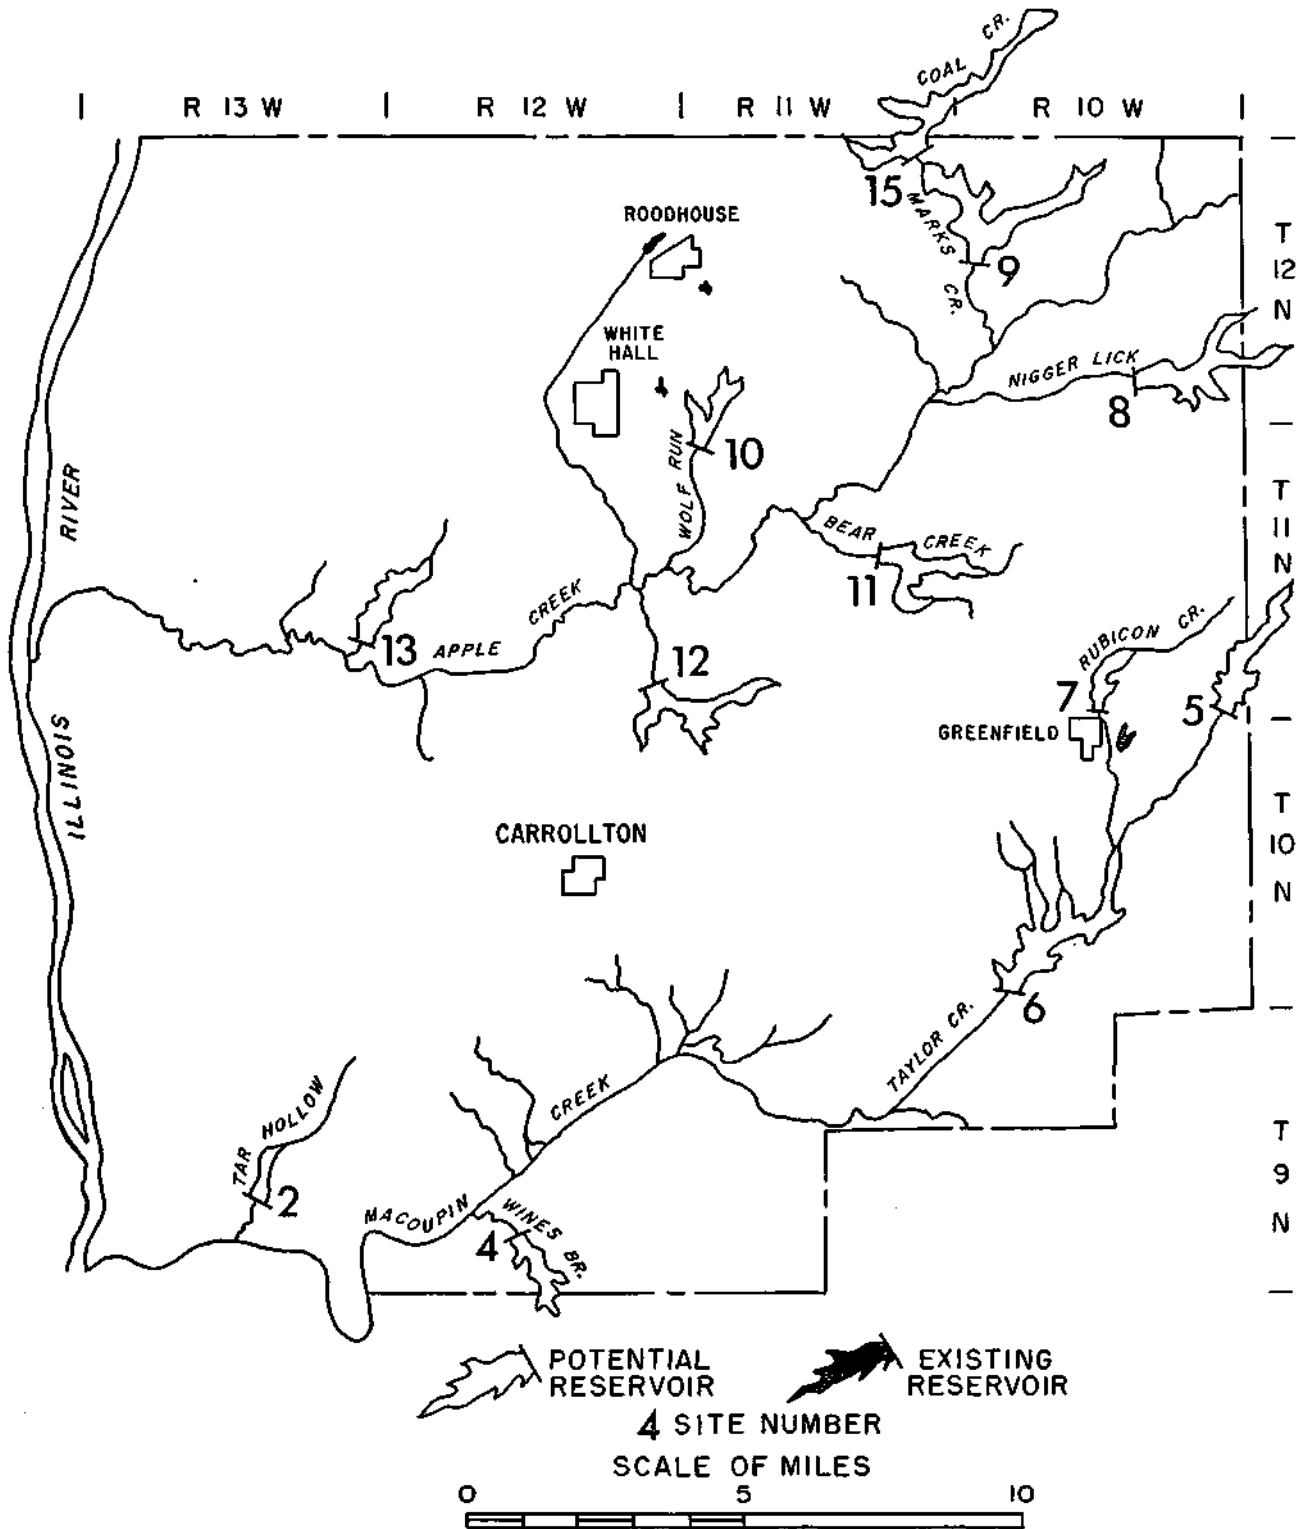 COAL CR.
R 13 W
R 12 W
R 11 W
R 10 W
15
MARKS CR.
ROODHOUSE
9
T
12
N
WHITE
HALL
NIGGER LICK
8
10
WOLF RUN
RIVER
T
11
N
BEAR CREEK
11
CREEK
13
APPLE
12
RUBICON CR.
7
5
GREENFIELD
ILLINOIS
T
10
N
CARROLLTON
6
TAYLOR CR.
CREEK
HOLLOW
TAR
2
T
9
N
MACOUPIN
WINES BR.
4
POTENTIAL
RESERVOIR
EXISTING
RESERVOIR
4 SITE NUMBER
SCALE OF MILES
0 5 10